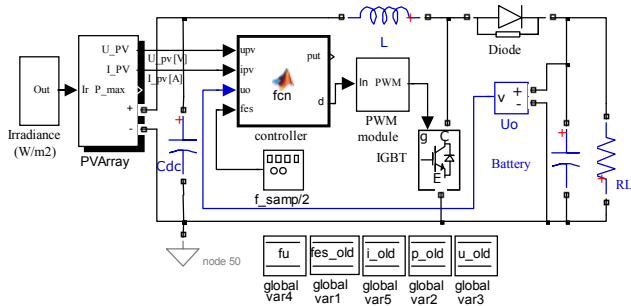 U_PV
I_PV
Ir P_max
+
-
U_pv [V]
I_pv [A]
Out
Irradiance
(W/m2)
PVArray
+
Cdc
upv
ipv
uo
fes
fcn
put
d
controller
f_samp/2
In PWM
PWM
module
+
L
g
C
E
IGBT
Diode
v
+
-
Uo
Battery
+
+
RL
node 50
fu
global
var4
fes_old
global
var1
i_old
global
var5
p_old
global
var2
u_old
global
var3